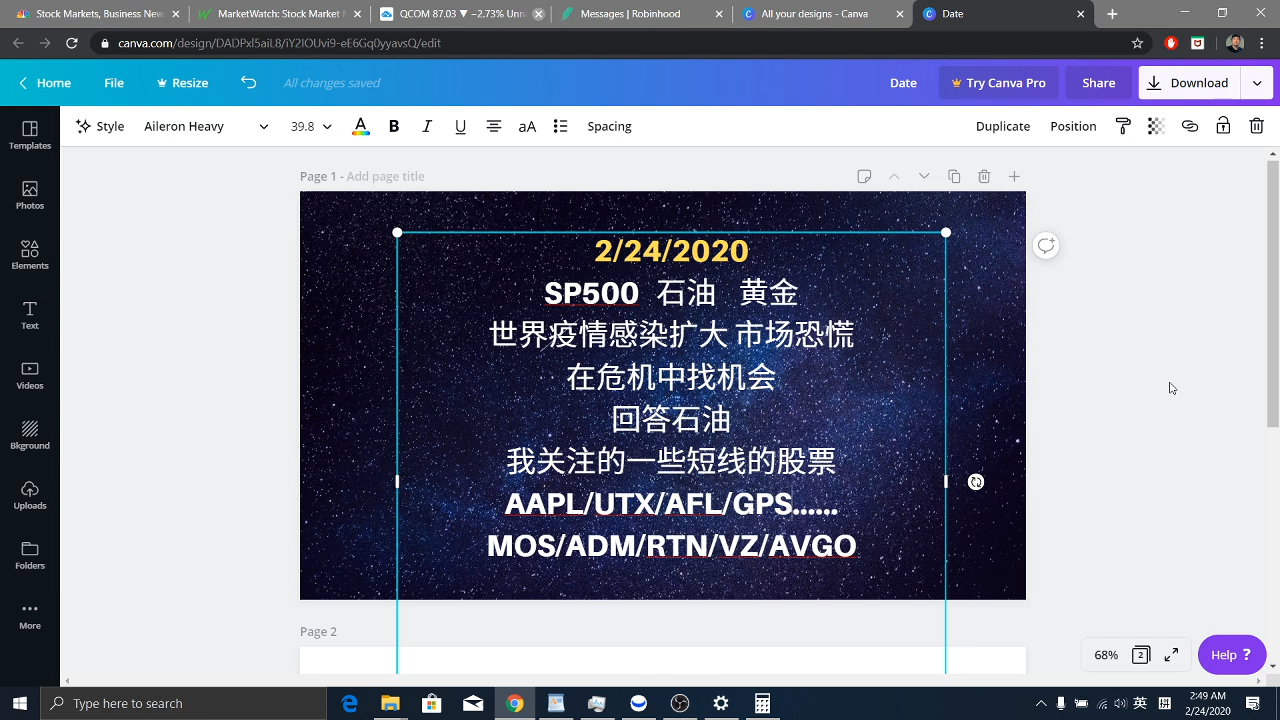 Stock Markets, Business New
MarketWatch: Stock Market
QCOM 87.03 ▼ −2.73% Unn
Messages | Robinhood
All your designs - Canva
Date
canva.com/design/DADPxl5aiL8/iY2IOUvi9-eE6Gq0yyavsQ/edit
Home
File
Resize
All changes saved
Date
Try Canva Pro
Share
Download
Style
Aileron Heavy
39.8
A
B
I
U
aA
Spacing
Duplicate
Position
Templates
Photos
Elements
Text
Videos
Bkground
Uploads
Folders
More
Page 1 - Add page title
2/24/2020
SP500 石油 黄金
世界疫情感染扩大 市场恐慌
在危机中找机会
回答石油
我关注的一些短线的股票
AAPL/UTX/AFL/GPS......
MOS/ADM/RTN/VZ/AVGO
Page 2
68%
2
Help ?
Type here to search
英
拼
2:49 AM
2/24/2020